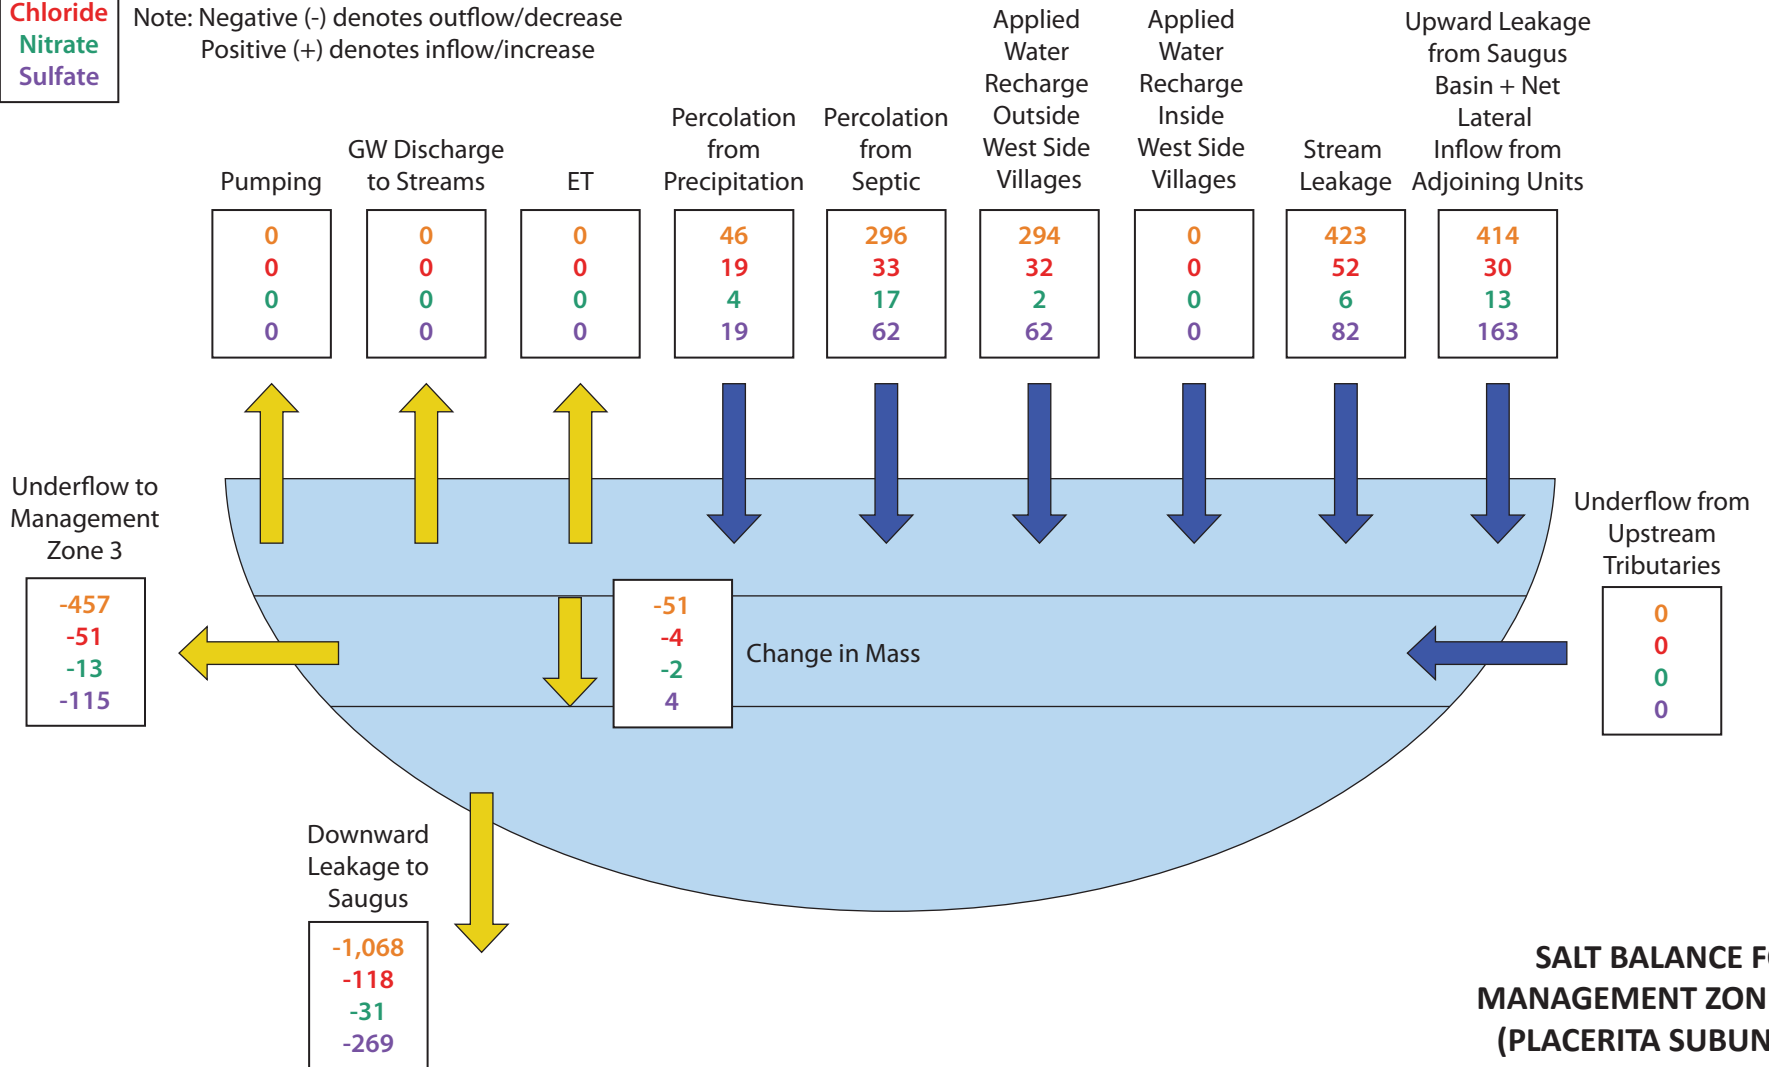 Chloride
Nitrate
Sulfate
Note: Negative (-) denotes outflow/decrease
Positive (+) denotes inflow/increase
Pumping
0
0
0
0
GW Discharge
to Streams
0
0
0
0
ET
0
0
0
0
Percolation
from
Precipitation
46
19
4
19
Percolation
from
Septic
296
33
17
62
Applied
Water
Recharge
Outside
West Side
Villages
294
32
2
62
Applied
Water
Recharge
Inside
West Side
Villages
0
0
0
0
Stream
Leakage
423
52
6
82
Upward Leakage
from Saugus
Basin + Net
Lateral
Inflow from
Adjoining Units
414
30
13
163
Underflow to
Management
Zone 3
-457
-51
-13
-115
-51
-4
-2
4
Change in Mass
Underflow from
Upstream
Tributaries
0
0
0
0
Downward
Leakage to
Saugus
-1,068
-118
-31
-269
SALT BALANCE
MANAGEMENT
(PLACERITA